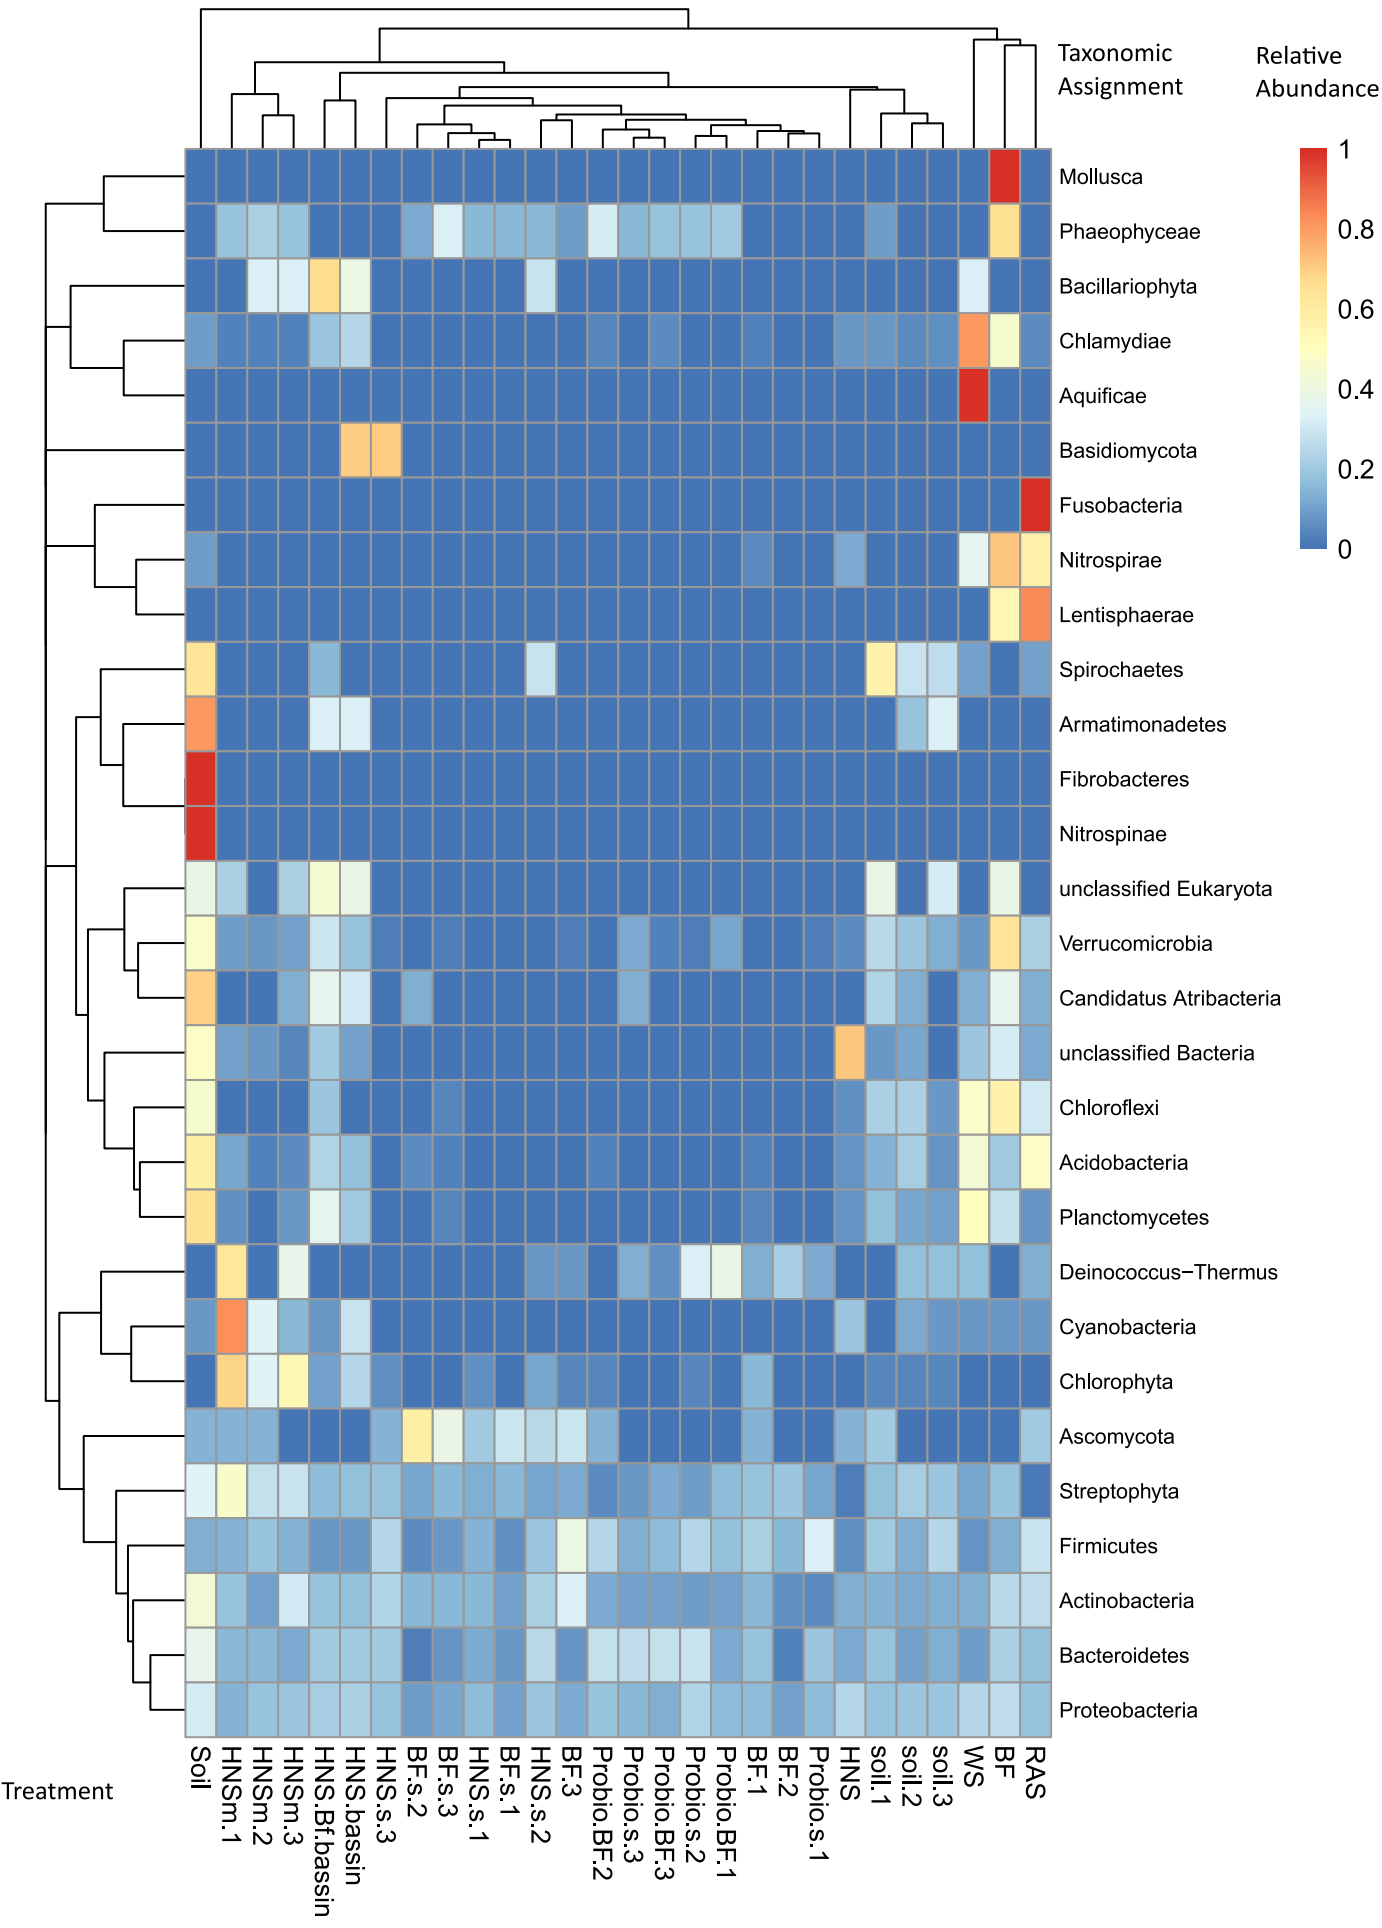 Taxonomic
Assignment
Relative
Abundance
1
0.8
0.6
0.4
0.2
0
Mollusca
Phaeophyceae
Bacillariophyta
Chlamydiae
Aquificae
Basidiomycota
Fusobacteria
Nitrospirae
Lentisphaerae
Spirochaetes
Armatimonadetes
Fibrobacteres
Nitrospinae
unclassified Eukaryota
Verrucomicrobia
Candidatus Atribacteria
unclassified Bacteria
Chloroflexi
Acidobacteria
Planctomycetes
Deinococcus−Thermus
Cyanobacteria
Chlorophyta
Ascomycota
Streptophyta
Firmicutes
Actinobacteria
Bacteroidetes
Proteobacteria
Treatment
Soil
HNSm.1
HNSm.2
HNSm.3
HNS.Bf.bassin
HNS.bassin
HNS.s.3
BF.s.2
BF.s.3
HNS.s.1
BF.s.1
HNS.s.2
BF.3
Probio.BF.2
Probio.s.3
Probio.BF.3
Probio.s.2
Probio.BF.1
BF.1
BF.2
Probio.s.1
HNS
soil.1
soil.2
soil.3
WS
BF
RAS